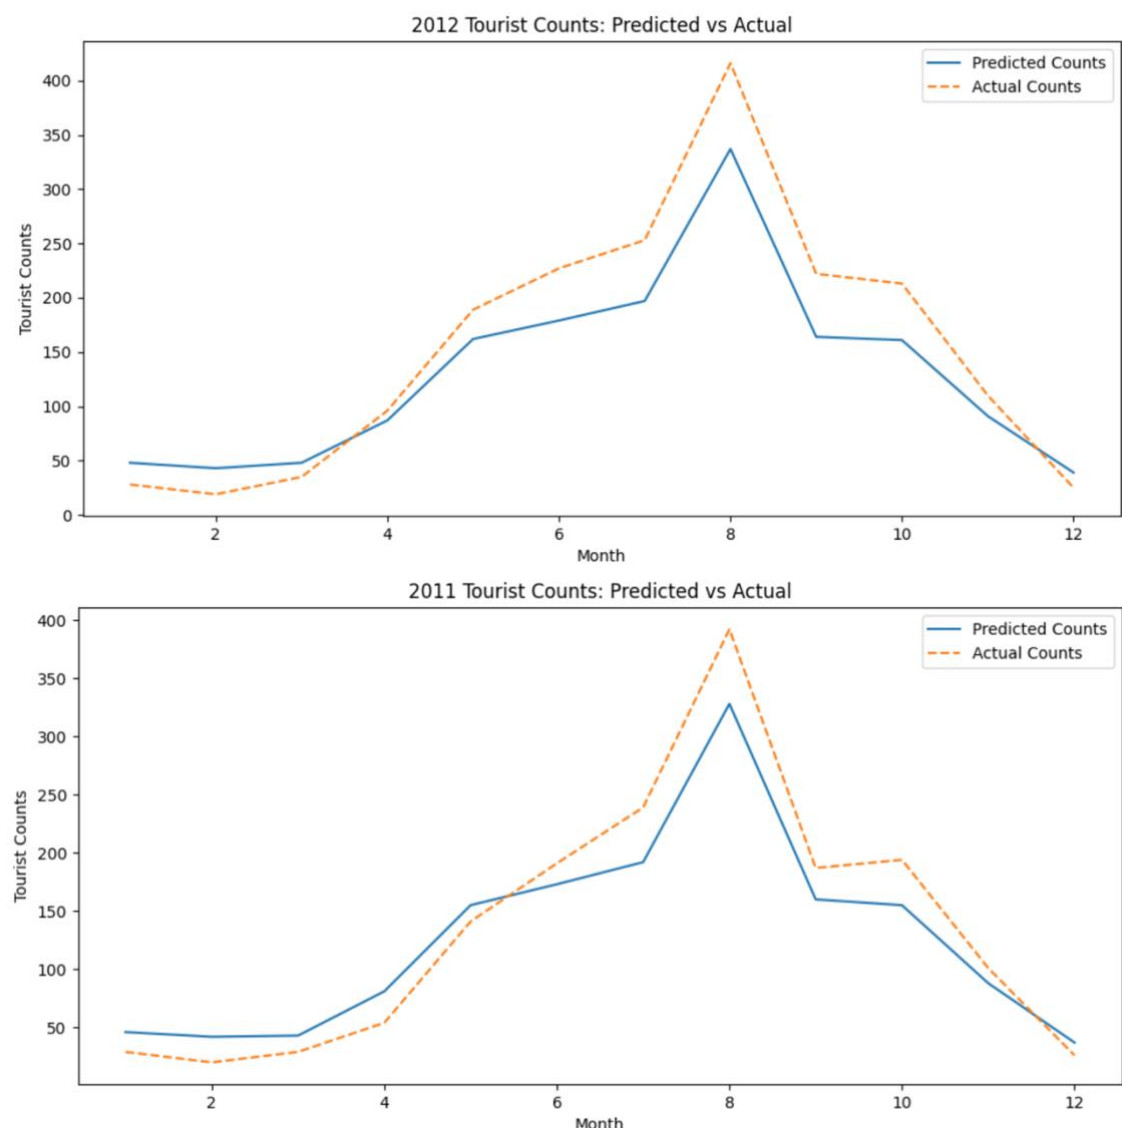 2012 Tourist Counts: Predicted vs Actual
Predicted Counts
Actual Counts
400
350
300
250
200
150
100
50
0
Tourist Counts
2 4 6 8 10 12
Month
2011 Tourist Counts: Predicted vs Actual
Predicted Counts
Actual Counts
400
350
300
250
200
150
100
50
Tourist Counts
2 4 6 8 10 12
Month